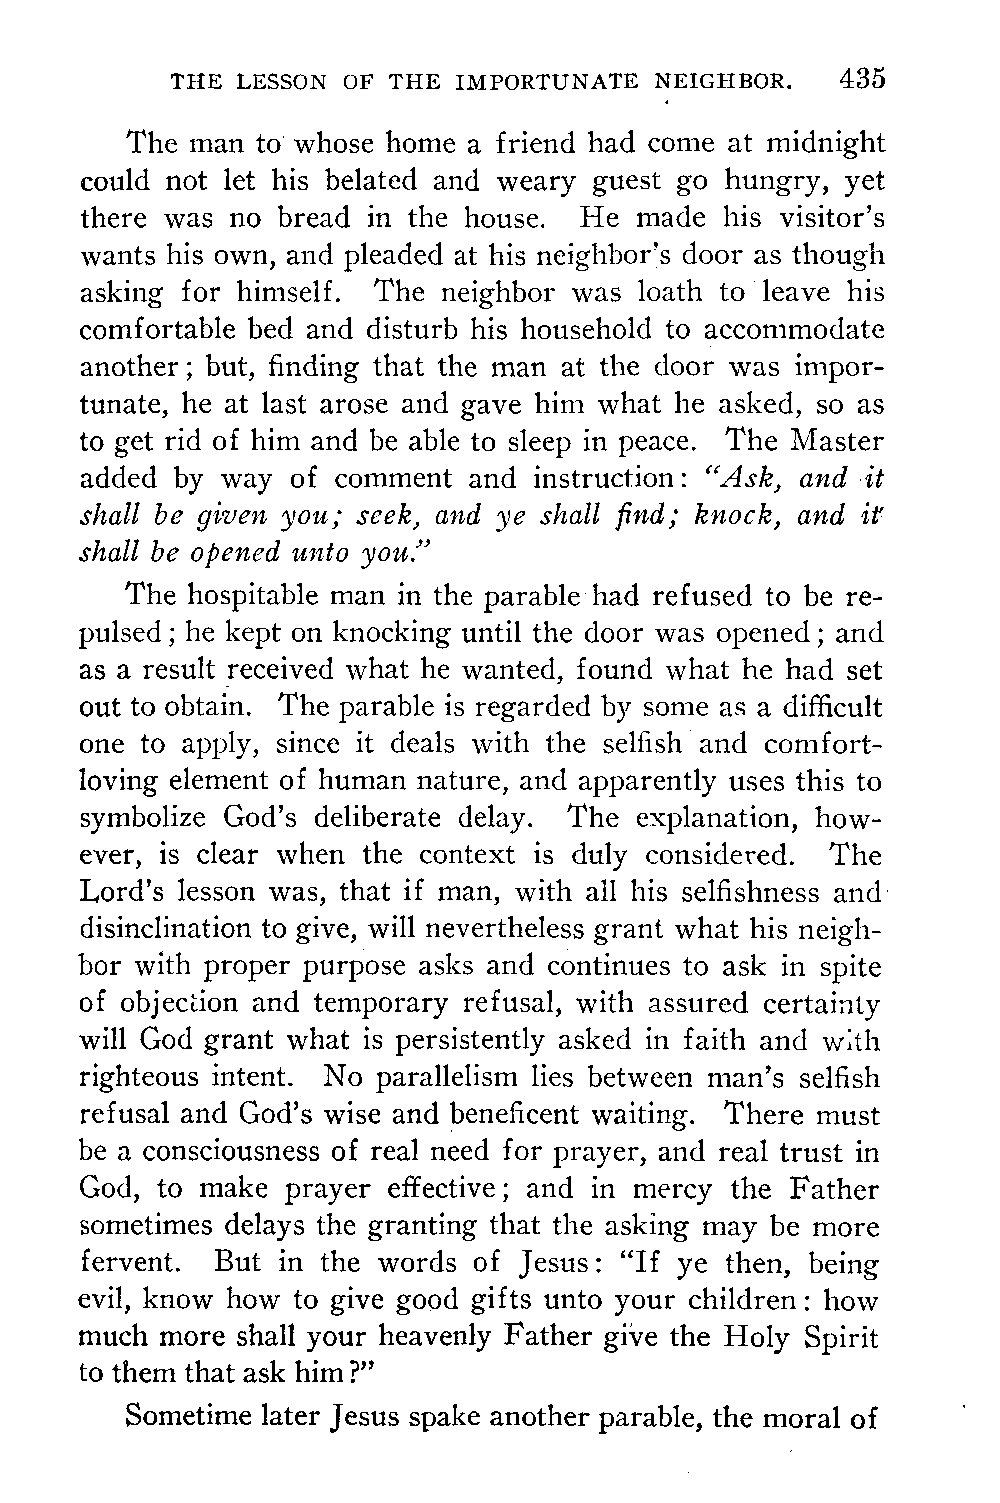 THE LESSON OF THE IMPORTUNATE NEIGHBOR. 435
The man to whose home a friend had come at midnight
could not let his belated and weary guest go hungry, yet
there was no bread in the house. He made his visitor's
wants his own, and pleaded at his neighbor's door as though
asking for himself. The neighbor was loath to leave his
comfortable bed and disturb his household to accommodate
another; but, finding that the man at the door was impor-
tunate, he at last arose and gave him what he asked, so as
to get rid of him and be able to sleep in peace. The Master
added by way of comment and instruction: "Ask, and it
shall be given you; seek, and ye shall find; knock, and it
shall be opened unto you."
The hospitable man in the parable had refused to be re-
pulsed; he kept on knocking until the door was opened; and
as a result received what he wanted, found what he had set
out to obtain. The parable is regarded by some as a difficult
one to apply, since it deals with the selfish and comfort-
loving element of human nature, and apparently uses this to
symbolize God's deliberate delay. The explanation, how-
ever, is clear when the context is duly considered. The
Lord's lesson was, that if man, with all his selfishness and
disinclination to give, will nevertheless grant what his neigh-
bor with proper purpose asks and continues to ask in spite
of objection and temporary refusal, with assured certainty
will God grant what is persistently asked in faith and with
righteous intent. No parallelism lies between man's selfish
refusal and God's wise and beneficent waiting. There must
be a consciousness of real need for prayer, and real trust in
God, to make prayer effective; and in mercy the Father
sometimes delays the granting that the asking may be more
fervent. But in the words of Jesus: "If ye then, being
evil, know how to give good gifts unto your children: how
much more shall your heavenly Father give the Holy Spirit
to them that ask him?"
Sometime later Jesus spake another parable, the moral of